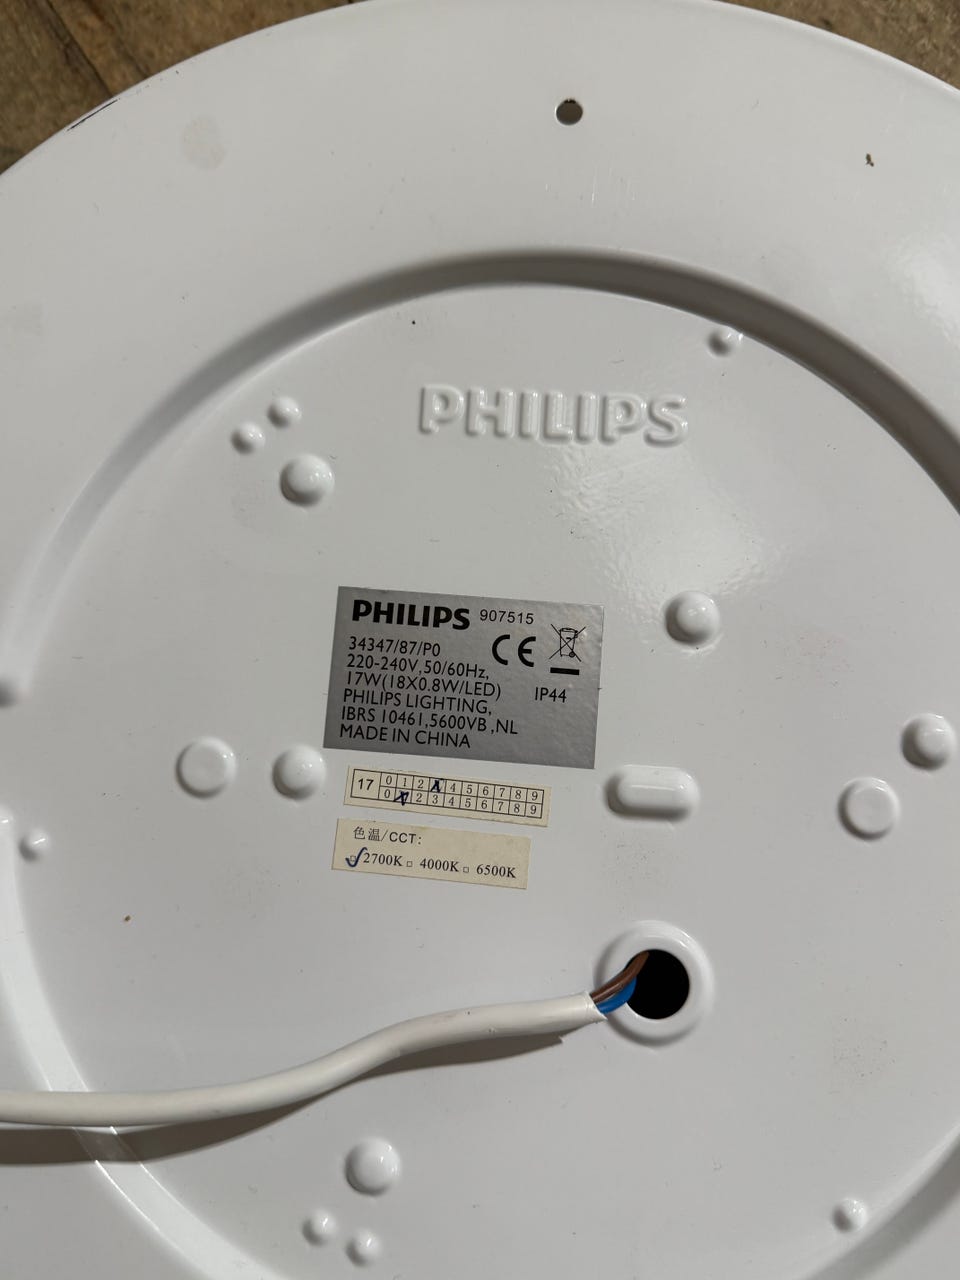 PHILIPS
PHILIPS 907515
34347/87/P0
220-240V,50/60Hz,
17W(18X0.8W/LED) IP44
PHILIPS LIGHTING,
IBRS 10461,5600VB ,NL
MADE IN CHINA
CE
17 0 1 2 3 4 5 6 7 8 9
0 1 2 3 4 5 6 7 8 9
色温/CCT:
2700K 4000K 6500K